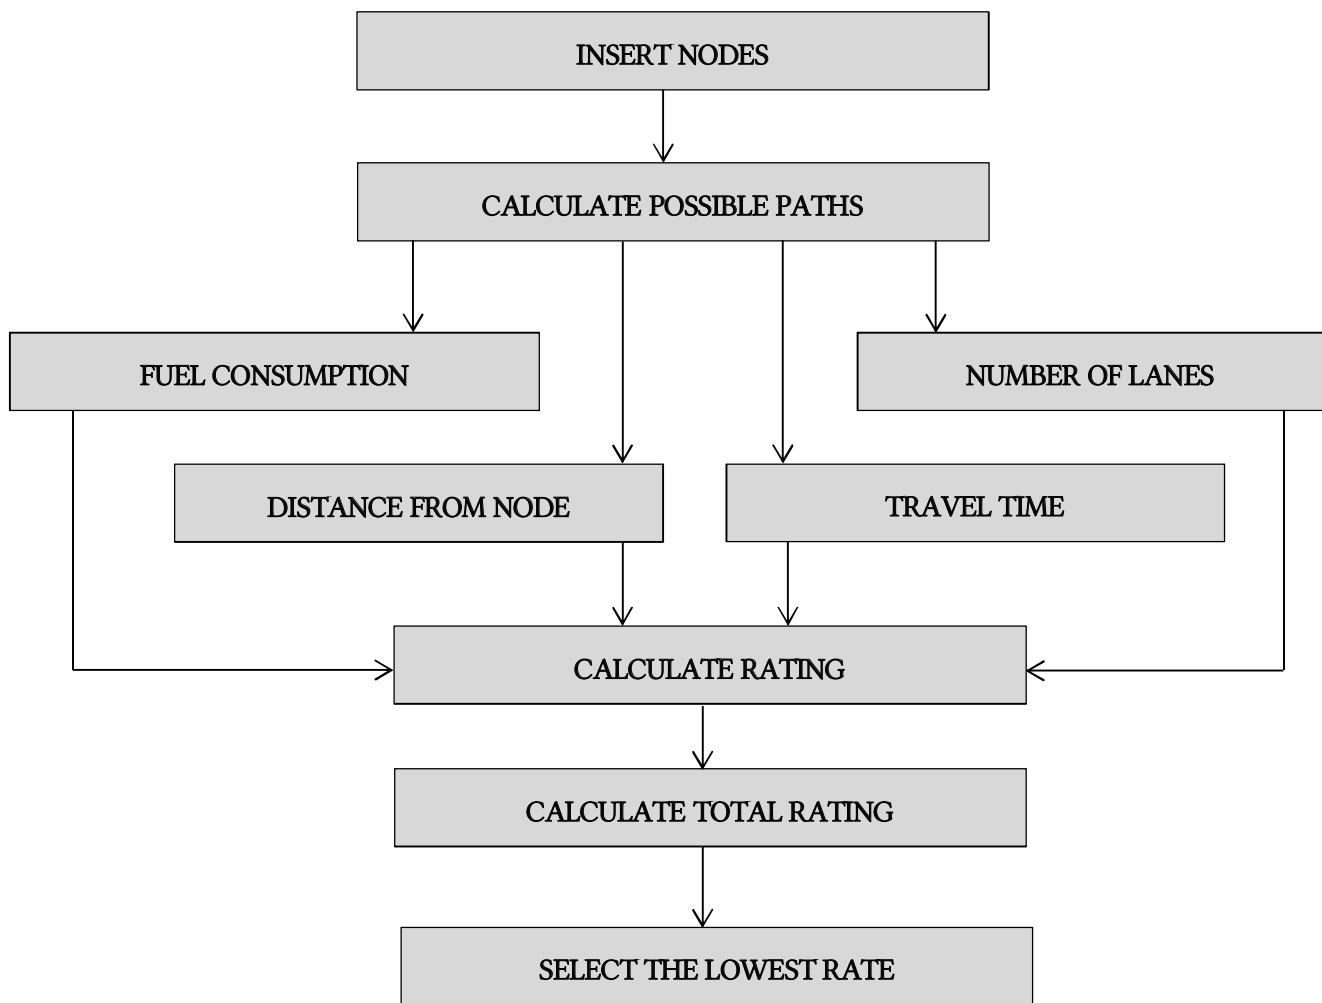 INSERT NODES
CALCULATE POSSIBLE PATHS
FUEL CONSUMPTION
NUMBER OF LANES
DISTANCE FROM NODE
TRAVEL TIME
CALCULATE RATING
CALCULATE TOTAL RATING
SELECT THE LOWEST RATE